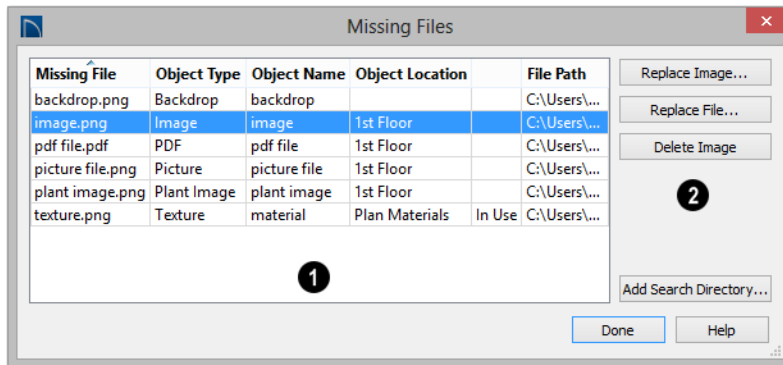 Missing Files
Missing File Object Type Object Name Object Location File Path
backdrop.png Backdrop backdrop C:\Users\...
image.png Image image 1st Floor C:\Users\...
pdf file.pdf PDF pdf file 1st Floor C:\Users\...
picture file.png Picture picture file 1st Floor C:\Users\...
plant image.png Plant Image plant image 1st Floor C:\Users\...
texture.png Texture material Plan Materials In Use C:\Users\...
1
Replace Image...
Replace File...
Delete Image
2
Add Search Directory...
Done Help